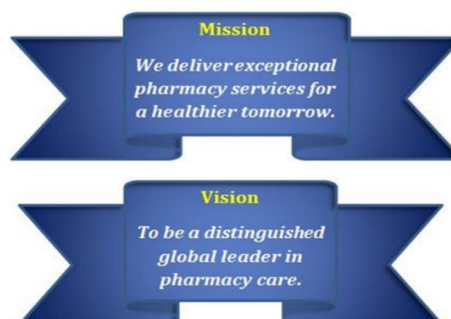 Mission
We deliver exceptional
pharmacy services for
a healthier tomorrow.
Vision
To be a distinguished
global leader in
pharmacy care.